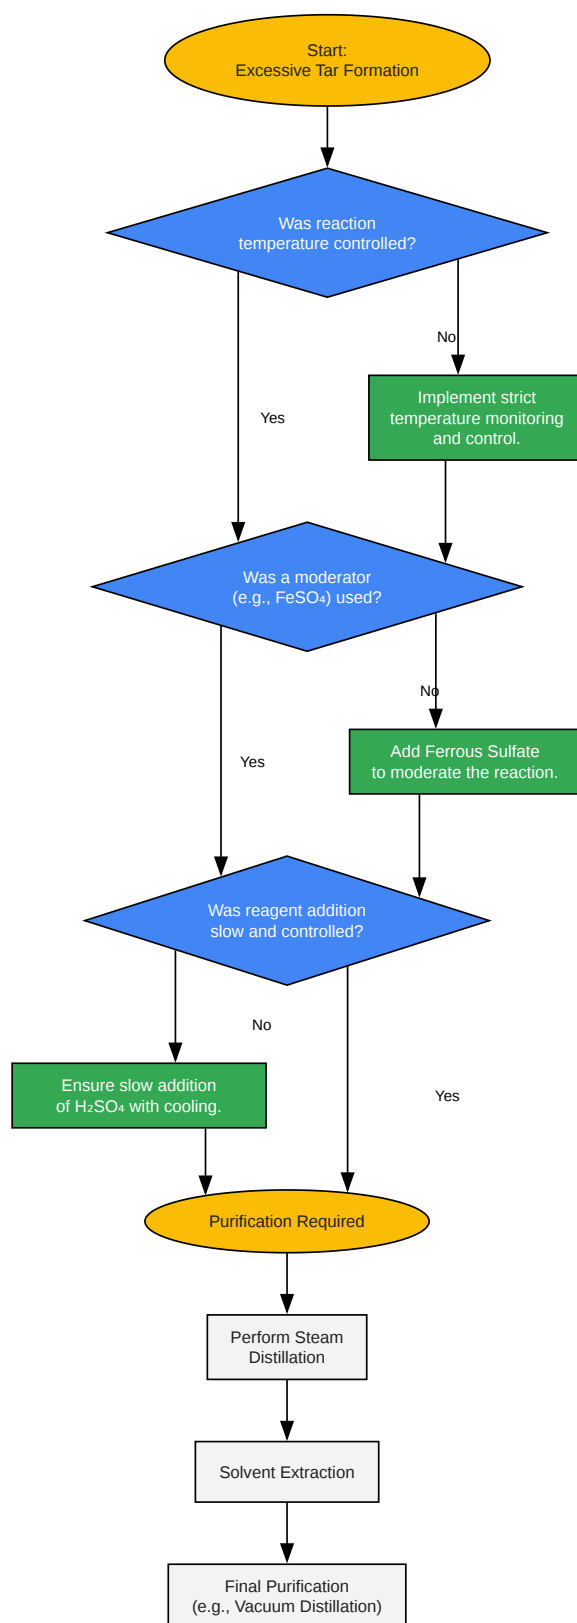 Start:
Excessive Tar Formation
Was reaction
temperature controlled?
No
Implement strict
temperature monitoring
and control.
Yes
Was a moderator
(e.g., FeSO₄) used?
No
Add Ferrous Sulfate
to moderate the reaction.
Yes
Was reagent addition
slow and controlled?
No
Ensure slow addition
of H₂SO₄ with cooling.
Yes
Purification Required
Perform Steam
Distillation
Solvent Extraction
Final Purification
(e.g., Vacuum Distillation)